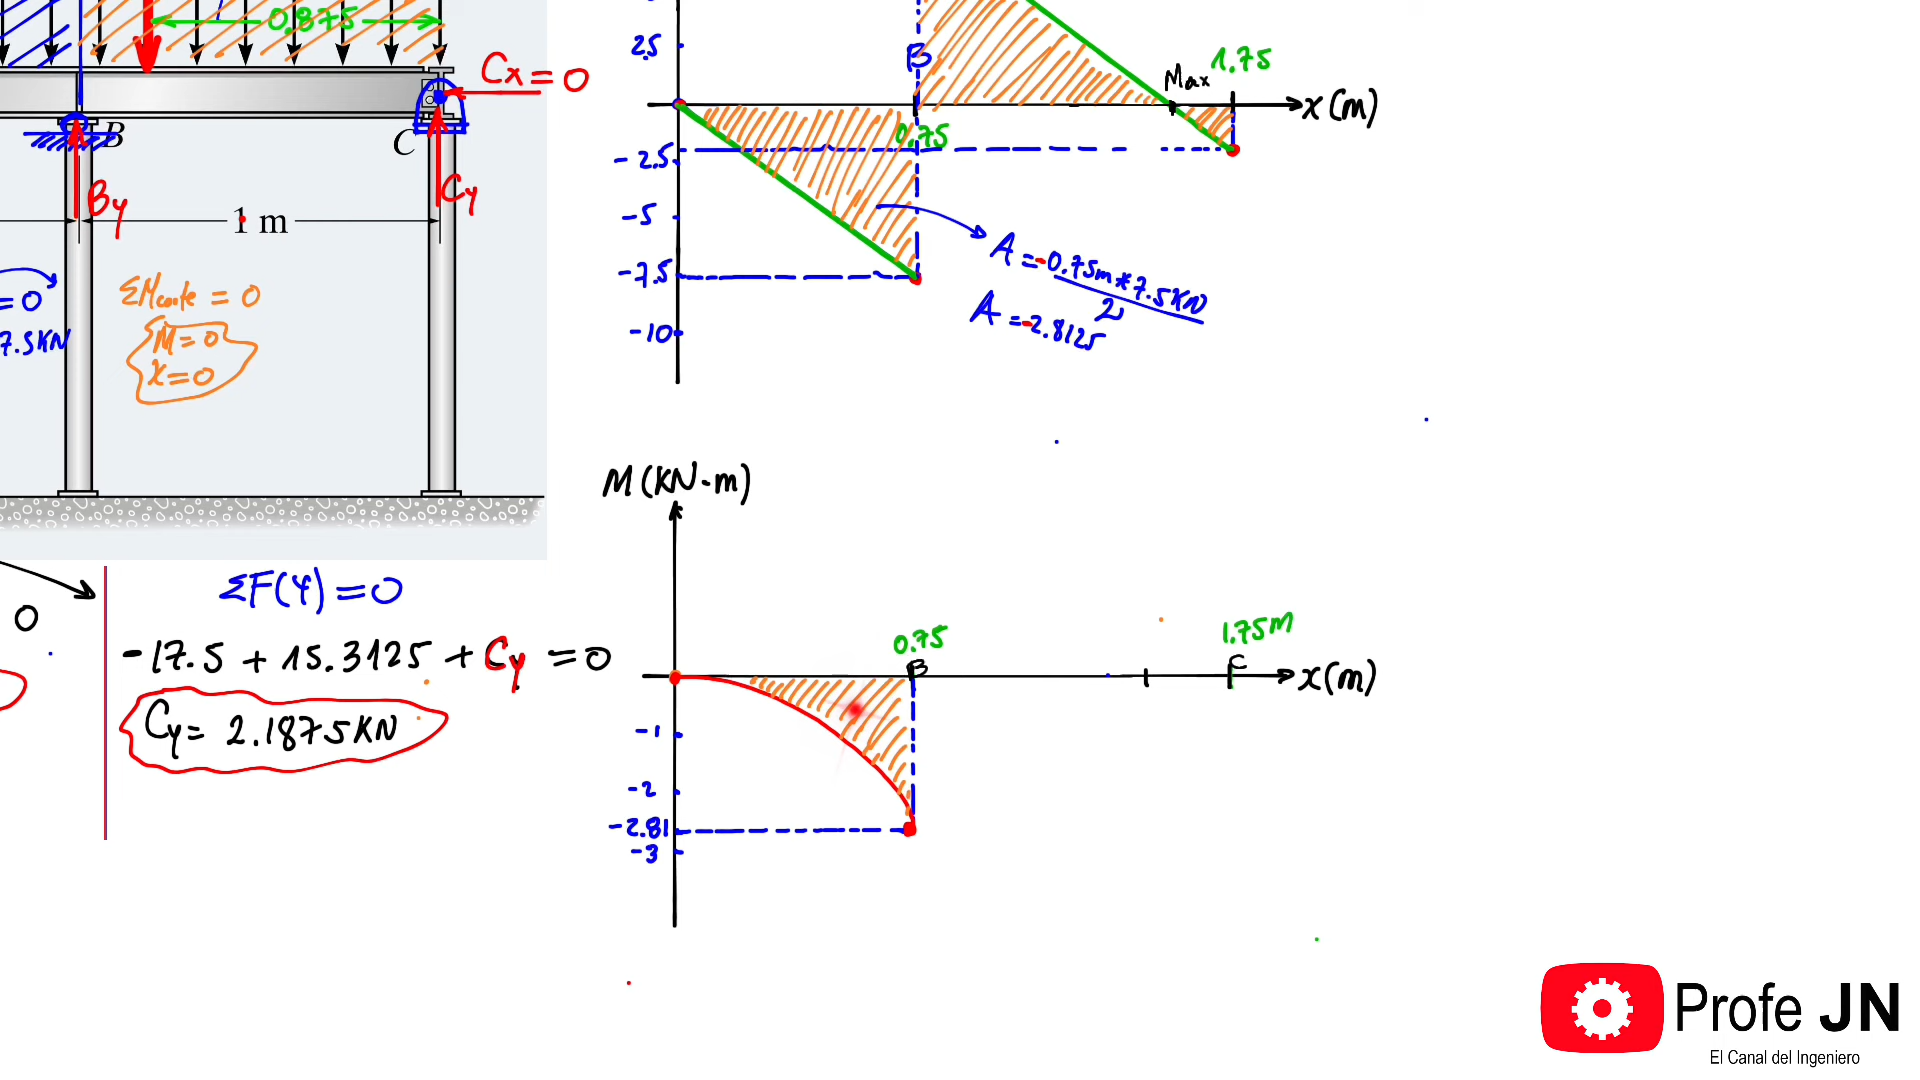 0.875
Cx = 0
B
C
By
Cy
1 m
= 0
7.5KN
ΣMcorte = 0
M = 0
x = 0
0
ΣF(y) = 0
-17.5 + 15.3125 + Cy = 0
Cy = 2.1875KN
2.5
B
Max
1.75
x(m)
0.75
-2.5
-5
-7.5
-10
A = -0.75m*7.5KN
2
A = -2.8125
M(KN-m)
0.75
B
1.75m
C
x(m)
-1
-2
-2.81
-3
Profe JN
El Canal del Ingeniero